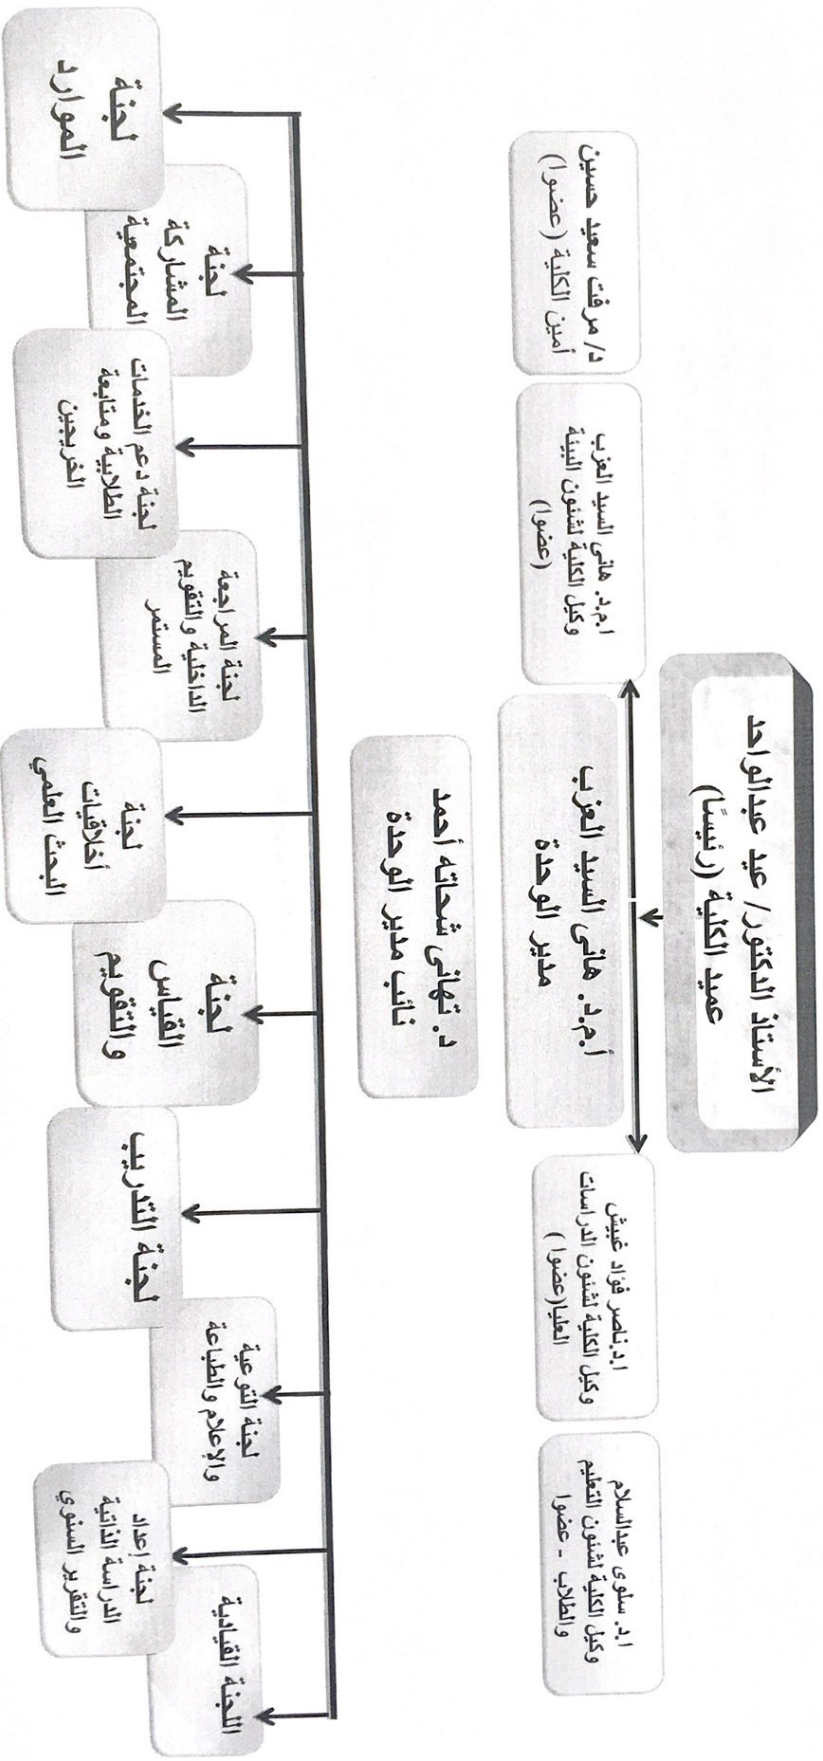 الأستاذ الدكتور/ عيد عبدالواحد
عميد الكلية (رئيسًا)
ا.د. سلوى عبدالسلام
وكيل الكلية لشئون التعليم
والطلاب - عضوا
ا.د.ناصر فؤاد غبيش
وكيل الكلية لشئون الدراسات
العليا(عضوا )
أ.م.د. هانى السيد العزب
مدير الوحدة
ا.م.د. هانى السيد العزب
وكيل الكلية لشئون البيئة
(عضوا)
د/ مرفت سعيد حسين
أمين الكلية (عضوا)
د. تهانى شحاته أحمد
نائب مدير الوحدة
اللجنة القيادية
لجنة إعداد
الدراسة الذاتية
والتقرير السنوي
لجنة التوعية
والإعلام والطباعة
لجنة التدريب
لجنة
القياس
والتقويم
لجنة
أخلاقيات
البحث العلمي
لجنة المراجعة
الداخلية والتقويم
المستمر
لجنة دعم الخدمات
الطلابية ومتابعة
الخريجين
لجنة
المشاركة
المجتمعية
لجنة
الموارد